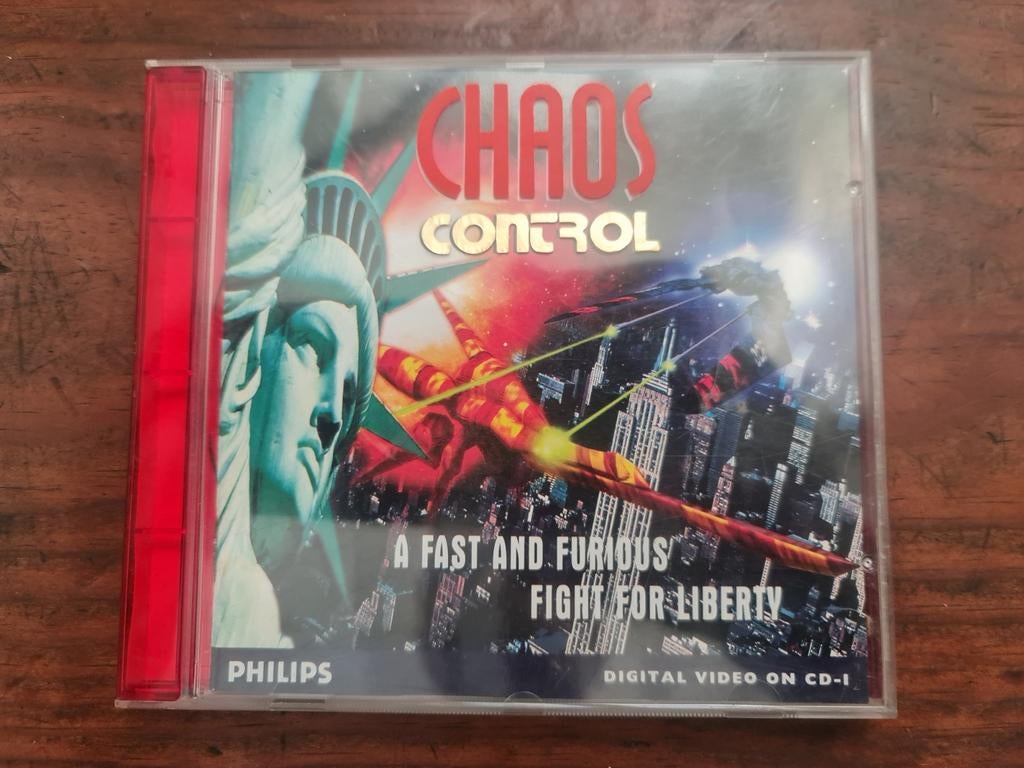 CHAOS
CONTROL
A FAST AND FURIOUS
FIGHT FOR LIBERTY
PHILIPS
DIGITAL VIDEO ON CD-I